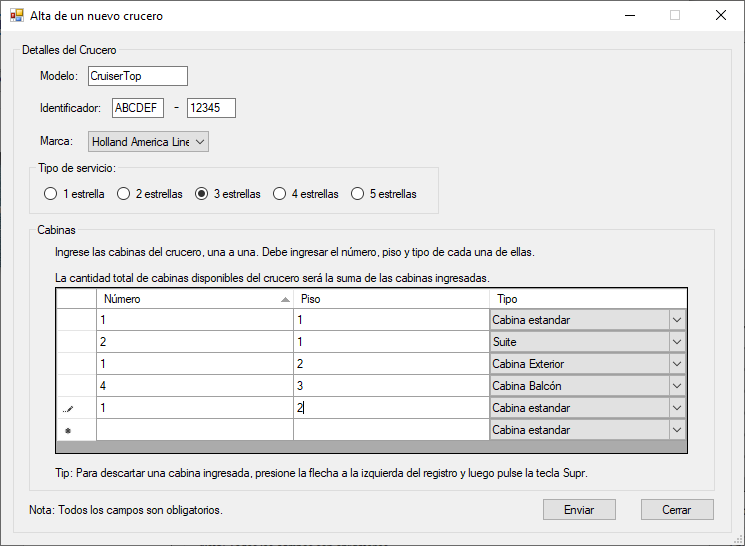 Alta de un nuevo crucero
Detalles del Crucero
Modelo: CruiserTop
Identificador: ABCDEF - 12345
Marca: Holland America Line
Tipo de servicio:
1 estrella 2 estrellas 3 estrellas 4 estrellas 5 estrellas
Cabinas
Ingrese las cabinas del crucero, una a una. Debe ingresar el número, piso y tipo de cada una de ellas.
La cantidad total de cabinas disponibles del crucero será la suma de las cabinas ingresadas.
Número Piso Tipo
1 1 Cabina estandar
2 1 Suite
1 2 Cabina Exterior
4 3 Cabina Balcón
1 2 Cabina estandar
Cabina estandar
Tip: Para descartar una cabina ingresada, presione la flecha a la izquierda del registro y luego pulse la tecla Supr.
Nota: Todos los campos son obligatorios.
Enviar Cerrar